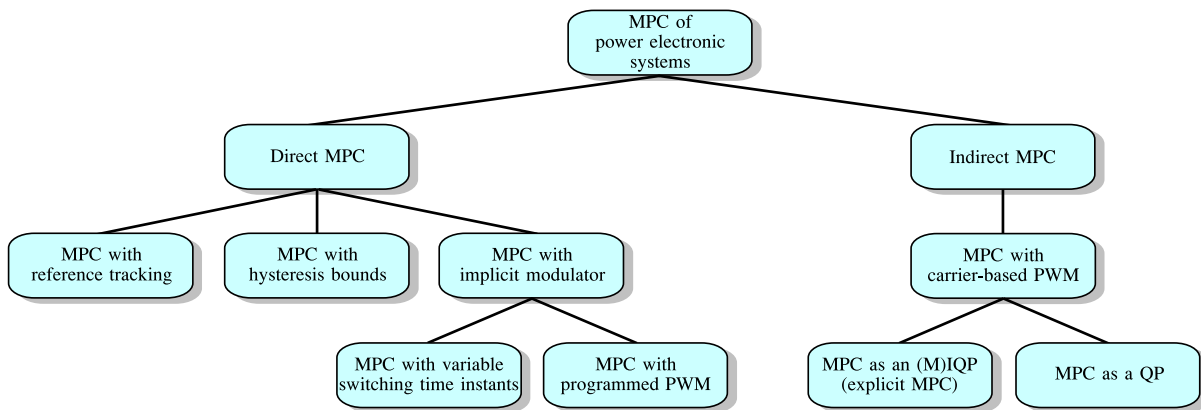 MPC of
power electronic
systems
Direct MPC
Indirect MPC
MPC with
reference tracking
MPC with
hysteresis bounds
MPC with
implicit modulator
MPC with
carrier-based PWM
MPC with variable
switching time instants
MPC with
programmed PWM
MPC as an (M)IQP
(explicit MPC)
MPC as a QP